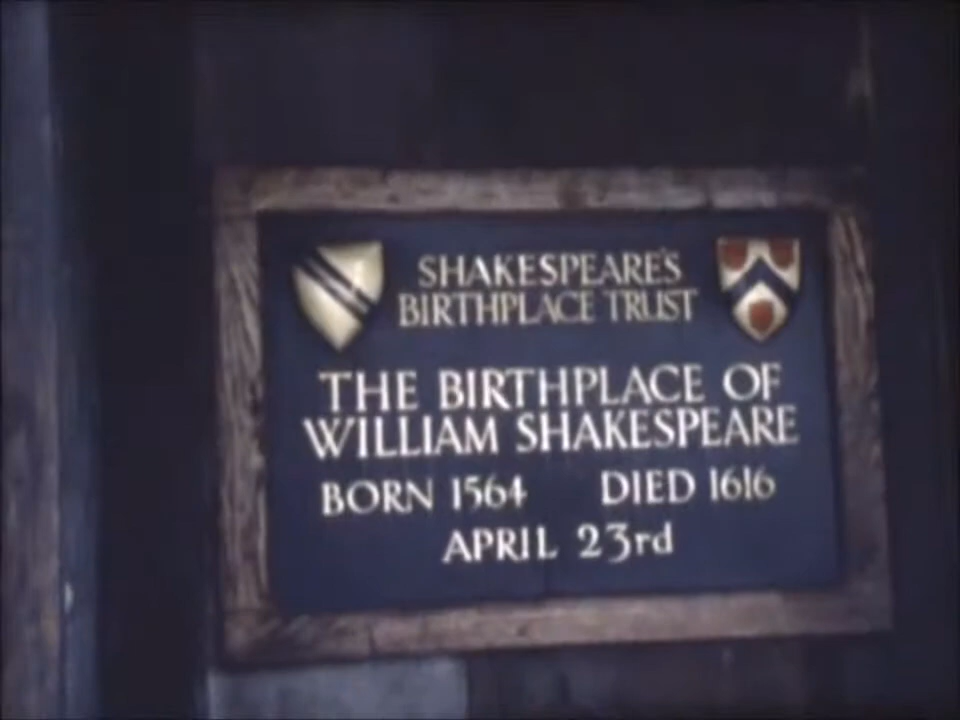 SHAKESPEARE'S
BIRTHPLACE TRUST
THE BIRTHPLACE OF
WILLIAM SHAKESPEARE
BORN 1564 DIED 1616
APRIL 23rd